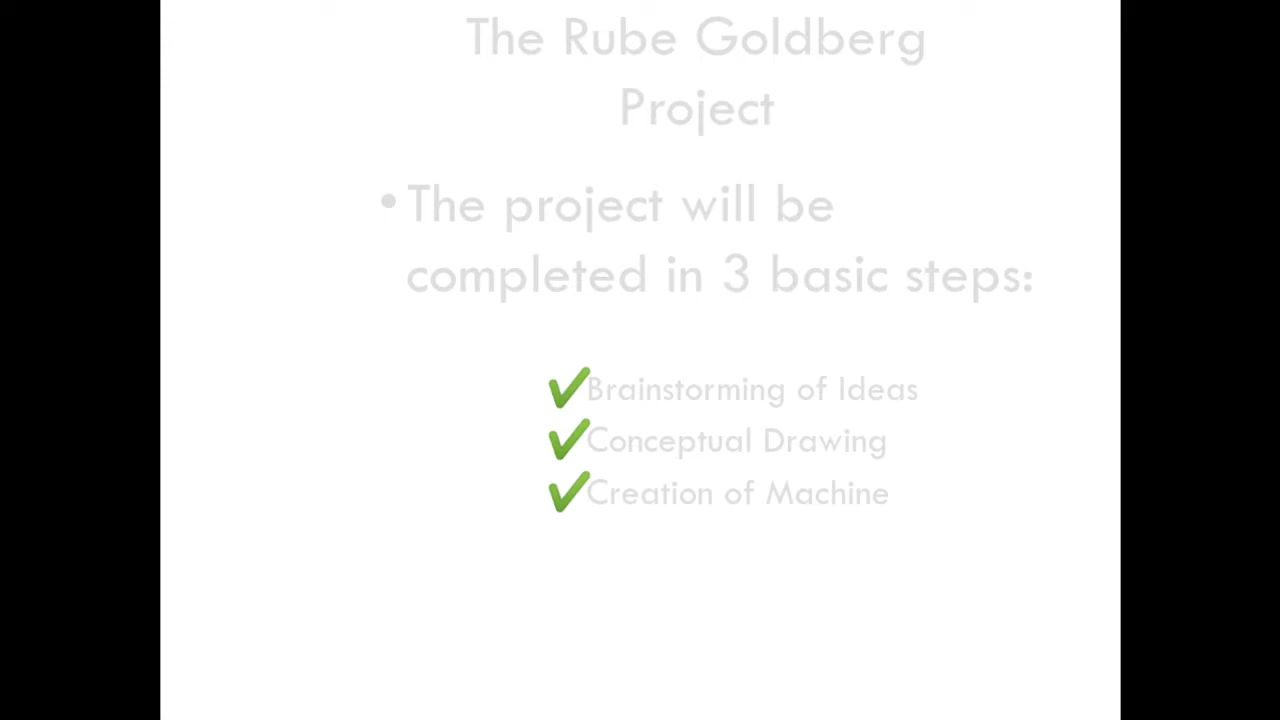 The Rube Goldberg
Project
• The project will be
completed in 3 basic steps:
✔Brainstorming of Ideas
✔Conceptual Drawing
✔Creation of Machine